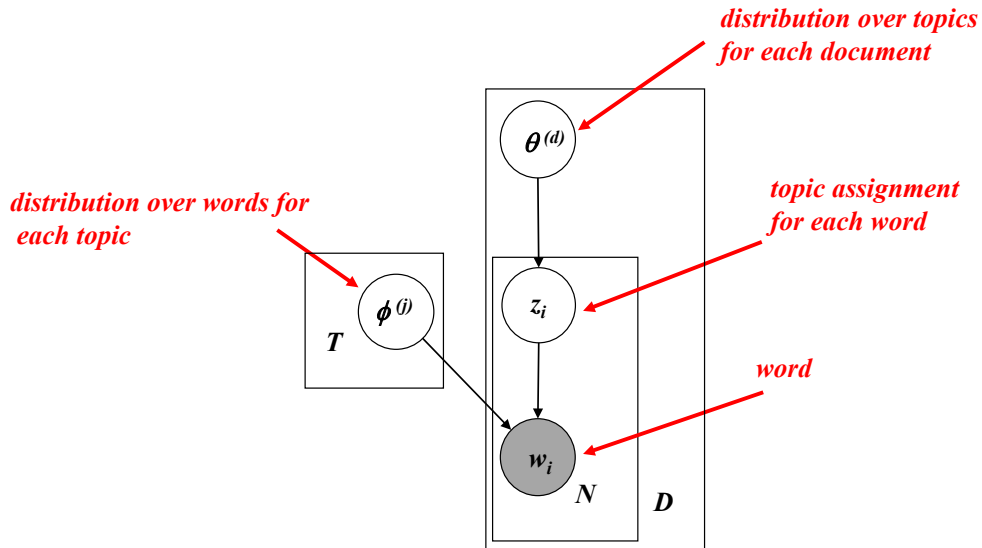 distribution over topics
for each document
θ(d)
distribution over words for
each topic
topic assignment
for each word
zi
ϕ(j)
T
word
wi
N
D